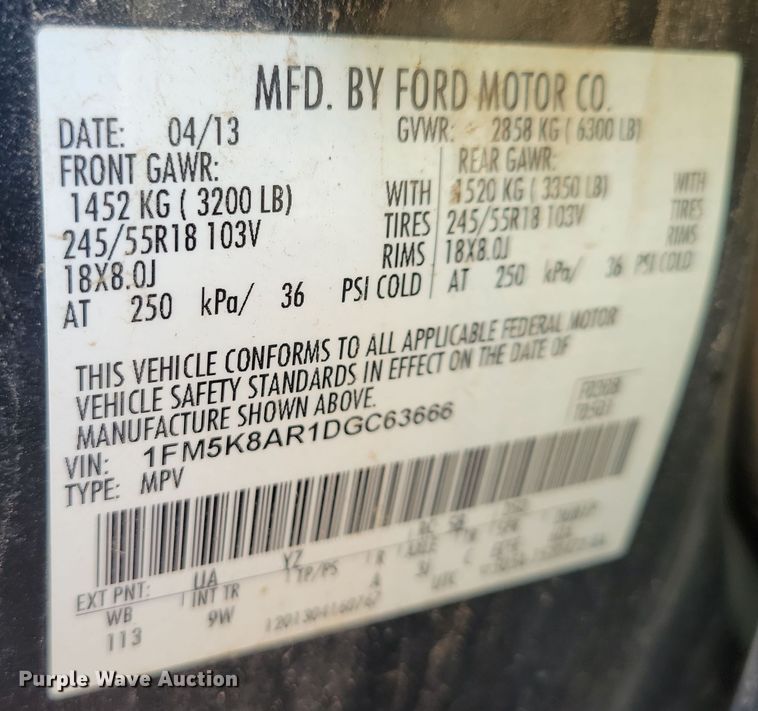 MFD. BY FORD MOTOR CO.
DATE: 04/13 GVWR: 2858 KG ( 6300 LB)
FRONT GAWR: REAR GAWR:
1452 KG ( 3200 LB) WITH 1520 KG ( 3350 LB) WITH
245/55R18 103V TIRES 245/55R18 103V TIRES
18X8.0J RIMS 18X8.0J RIMS
AT 250 kPa/ 36 PSI COLD AT 250 kPa/ 36 PSI COLD
THIS VEHICLE CONFORMS TO ALL APPLICABLE FEDERAL MOTOR
VEHICLE SAFETY STANDARDS IN EFFECT ON THE DATE OF
MANUFACTURE SHOWN ABOVE.
VIN: 1FM5K8AR1DGC63666
TYPE: MPV
EXT PNT: UA YZ
WB INT TR TP/PS R
113 9W A
Purple Wave Auction